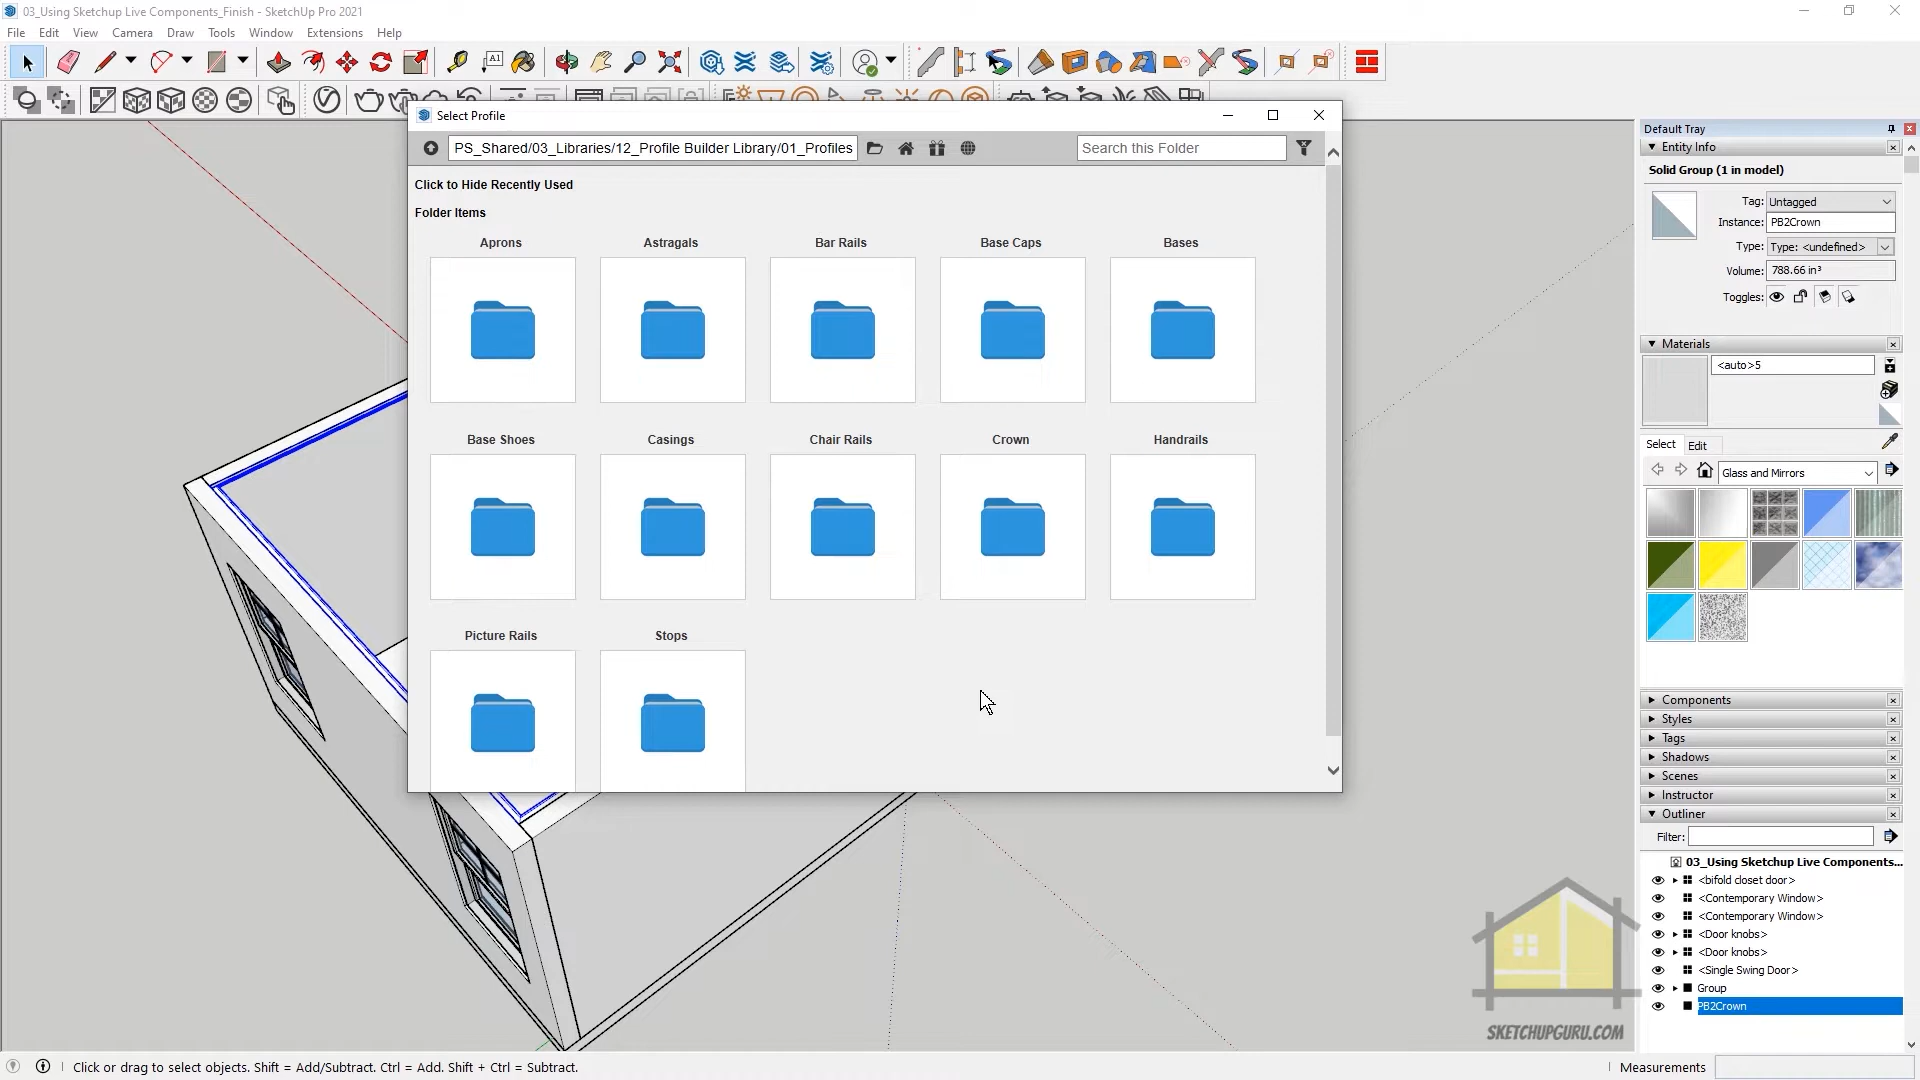 03_Using Sketchup Live Components_Finish - SketchUp Pro 2021
File Edit View Camera Draw Tools Window Extensions Help
A1
Select Profile
PS_Shared/03_Libraries/12_Profile Builder Library/01_Profiles
Search this Folder
Click to Hide Recently Used
Folder Items
Aprons Astragals Bar Rails Base Caps Bases
Base Shoes Casings Chair Rails Crown Handrails
Picture Rails Stops
Default Tray
Entity Info
Solid Group (1 in model)
Tag: Untagged
Instance: PB2Crown
Type: Type: <undefined>
Volume: 788.66 in³
Toggles:
Materials
<auto>5
Select Edit
Glass and Mirrors
Components
Styles
Tags
Shadows
Scenes
Instructor
Outliner
Filter:
03_Using Sketchup Live Components...
<bifold closet door>
<Contemporary Window>
<Contemporary Window>
<Door knobs>
<Door knobs>
<Single Swing Door>
Group
PB2Crown
SKETCHUPGURU.COM
Click or drag to select objects. Shift = Add/Subtract. Ctrl = Add. Shift + Ctrl = Subtract.
Measurements